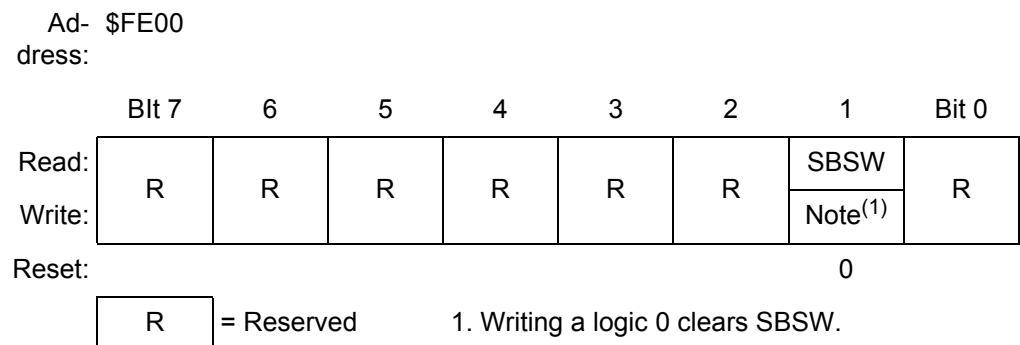 Ad- $FE00
dress:
BIt 7 6 5 4 3 2 1 Bit 0
Read: R R R R R R SBSW R
Write: Note(1)
Reset: 0
R = Reserved 1. Writing a logic 0 clears SBSW.